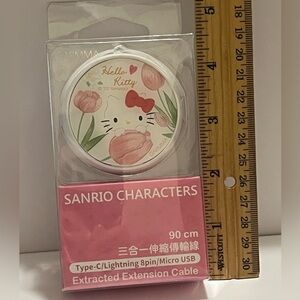 Hello
Kitty
SANRIO CHARACTERS
90 cm
三合一伸縮傳輸線
Type-C/Lightning 8pin/Micro USB
Extracted Extension Cable